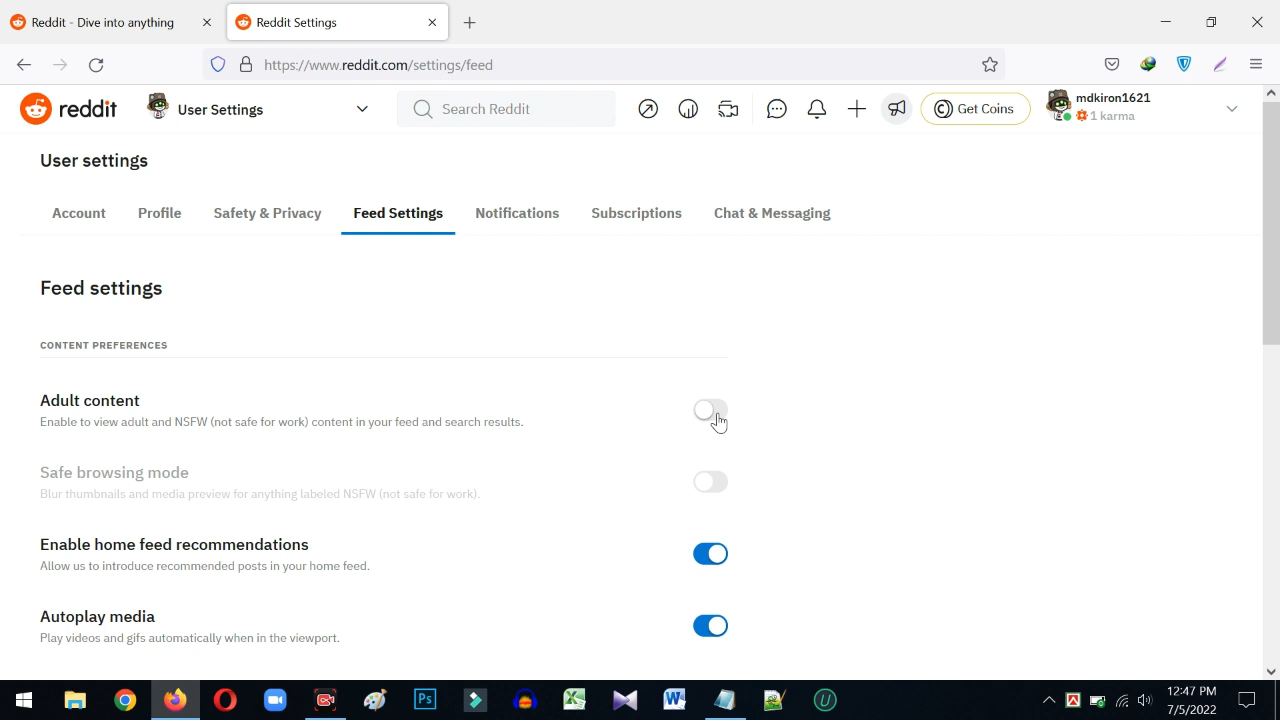 Reddit - Dive into anything
Reddit Settings
https://www.reddit.com/settings/feed
reddit
User Settings
Search Reddit
Get Coins
mdkiron1621
1 karma
User settings
Account
Profile
Safety & Privacy
Feed Settings
Notifications
Subscriptions
Chat & Messaging
Feed settings
CONTENT PREFERENCES
Adult content
Enable to view adult and NSFW (not safe for work) content in your feed and search results.
Safe browsing mode
Blur thumbnails and media preview for anything labeled NSFW (not safe for work).
Enable home feed recommendations
Allow us to introduce recommended posts in your home feed.
Autoplay media
Play videos and gifs automatically when in the viewport.
Ps
12:47 PM
7/5/2022